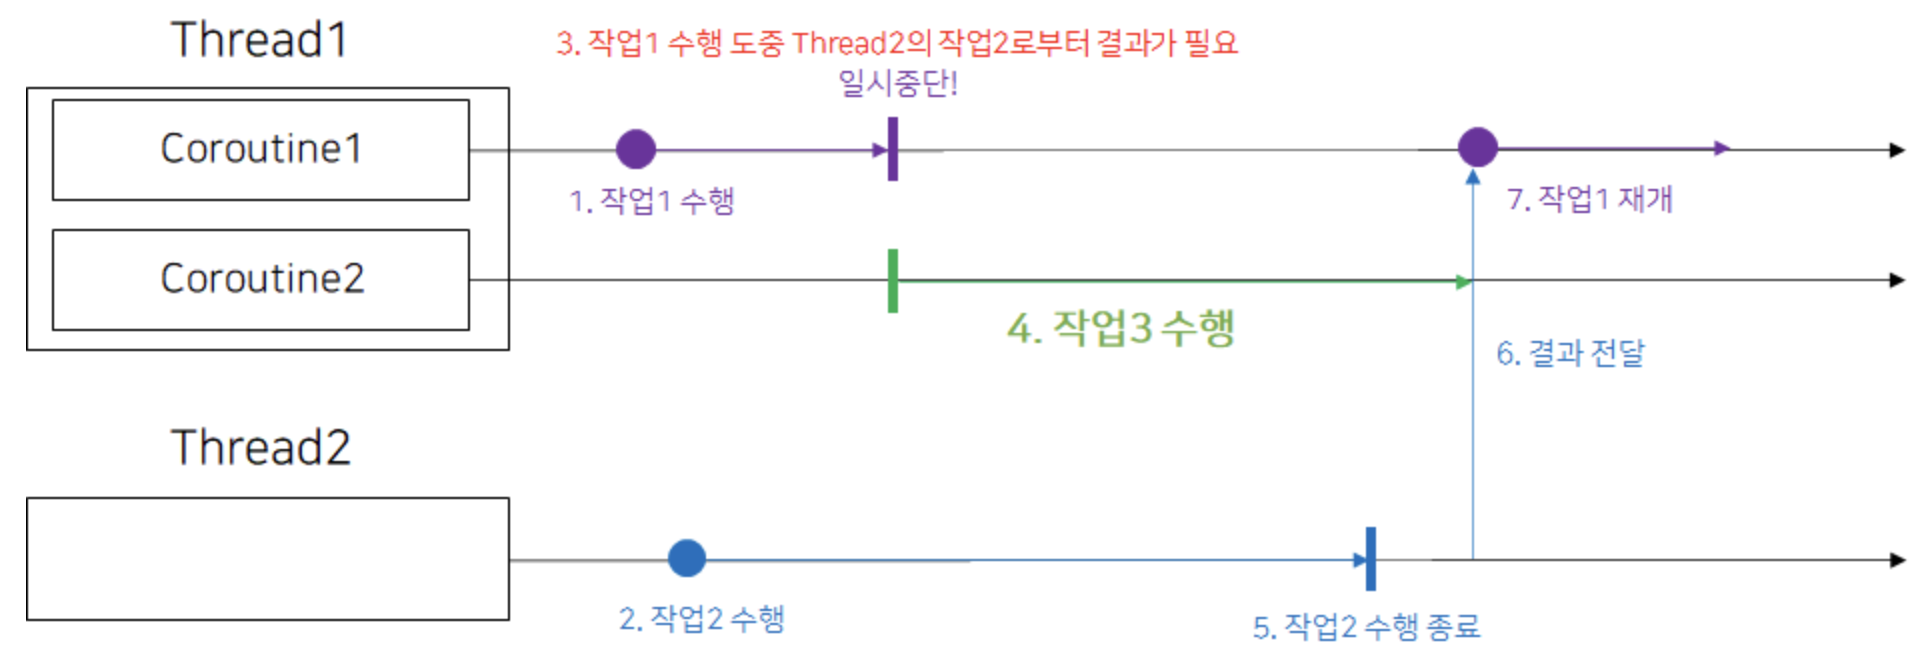 Thread1
3. 작업1 수행 도중 Thread2의 작업2로부터 결과가 필요
일시중단!
Coroutine1
1. 작업1 수행
7. 작업1 재개
Coroutine2
4. 작업3 수행
6. 결과 전달
Thread2
2. 작업2 수행
5. 작업2 수행 종료